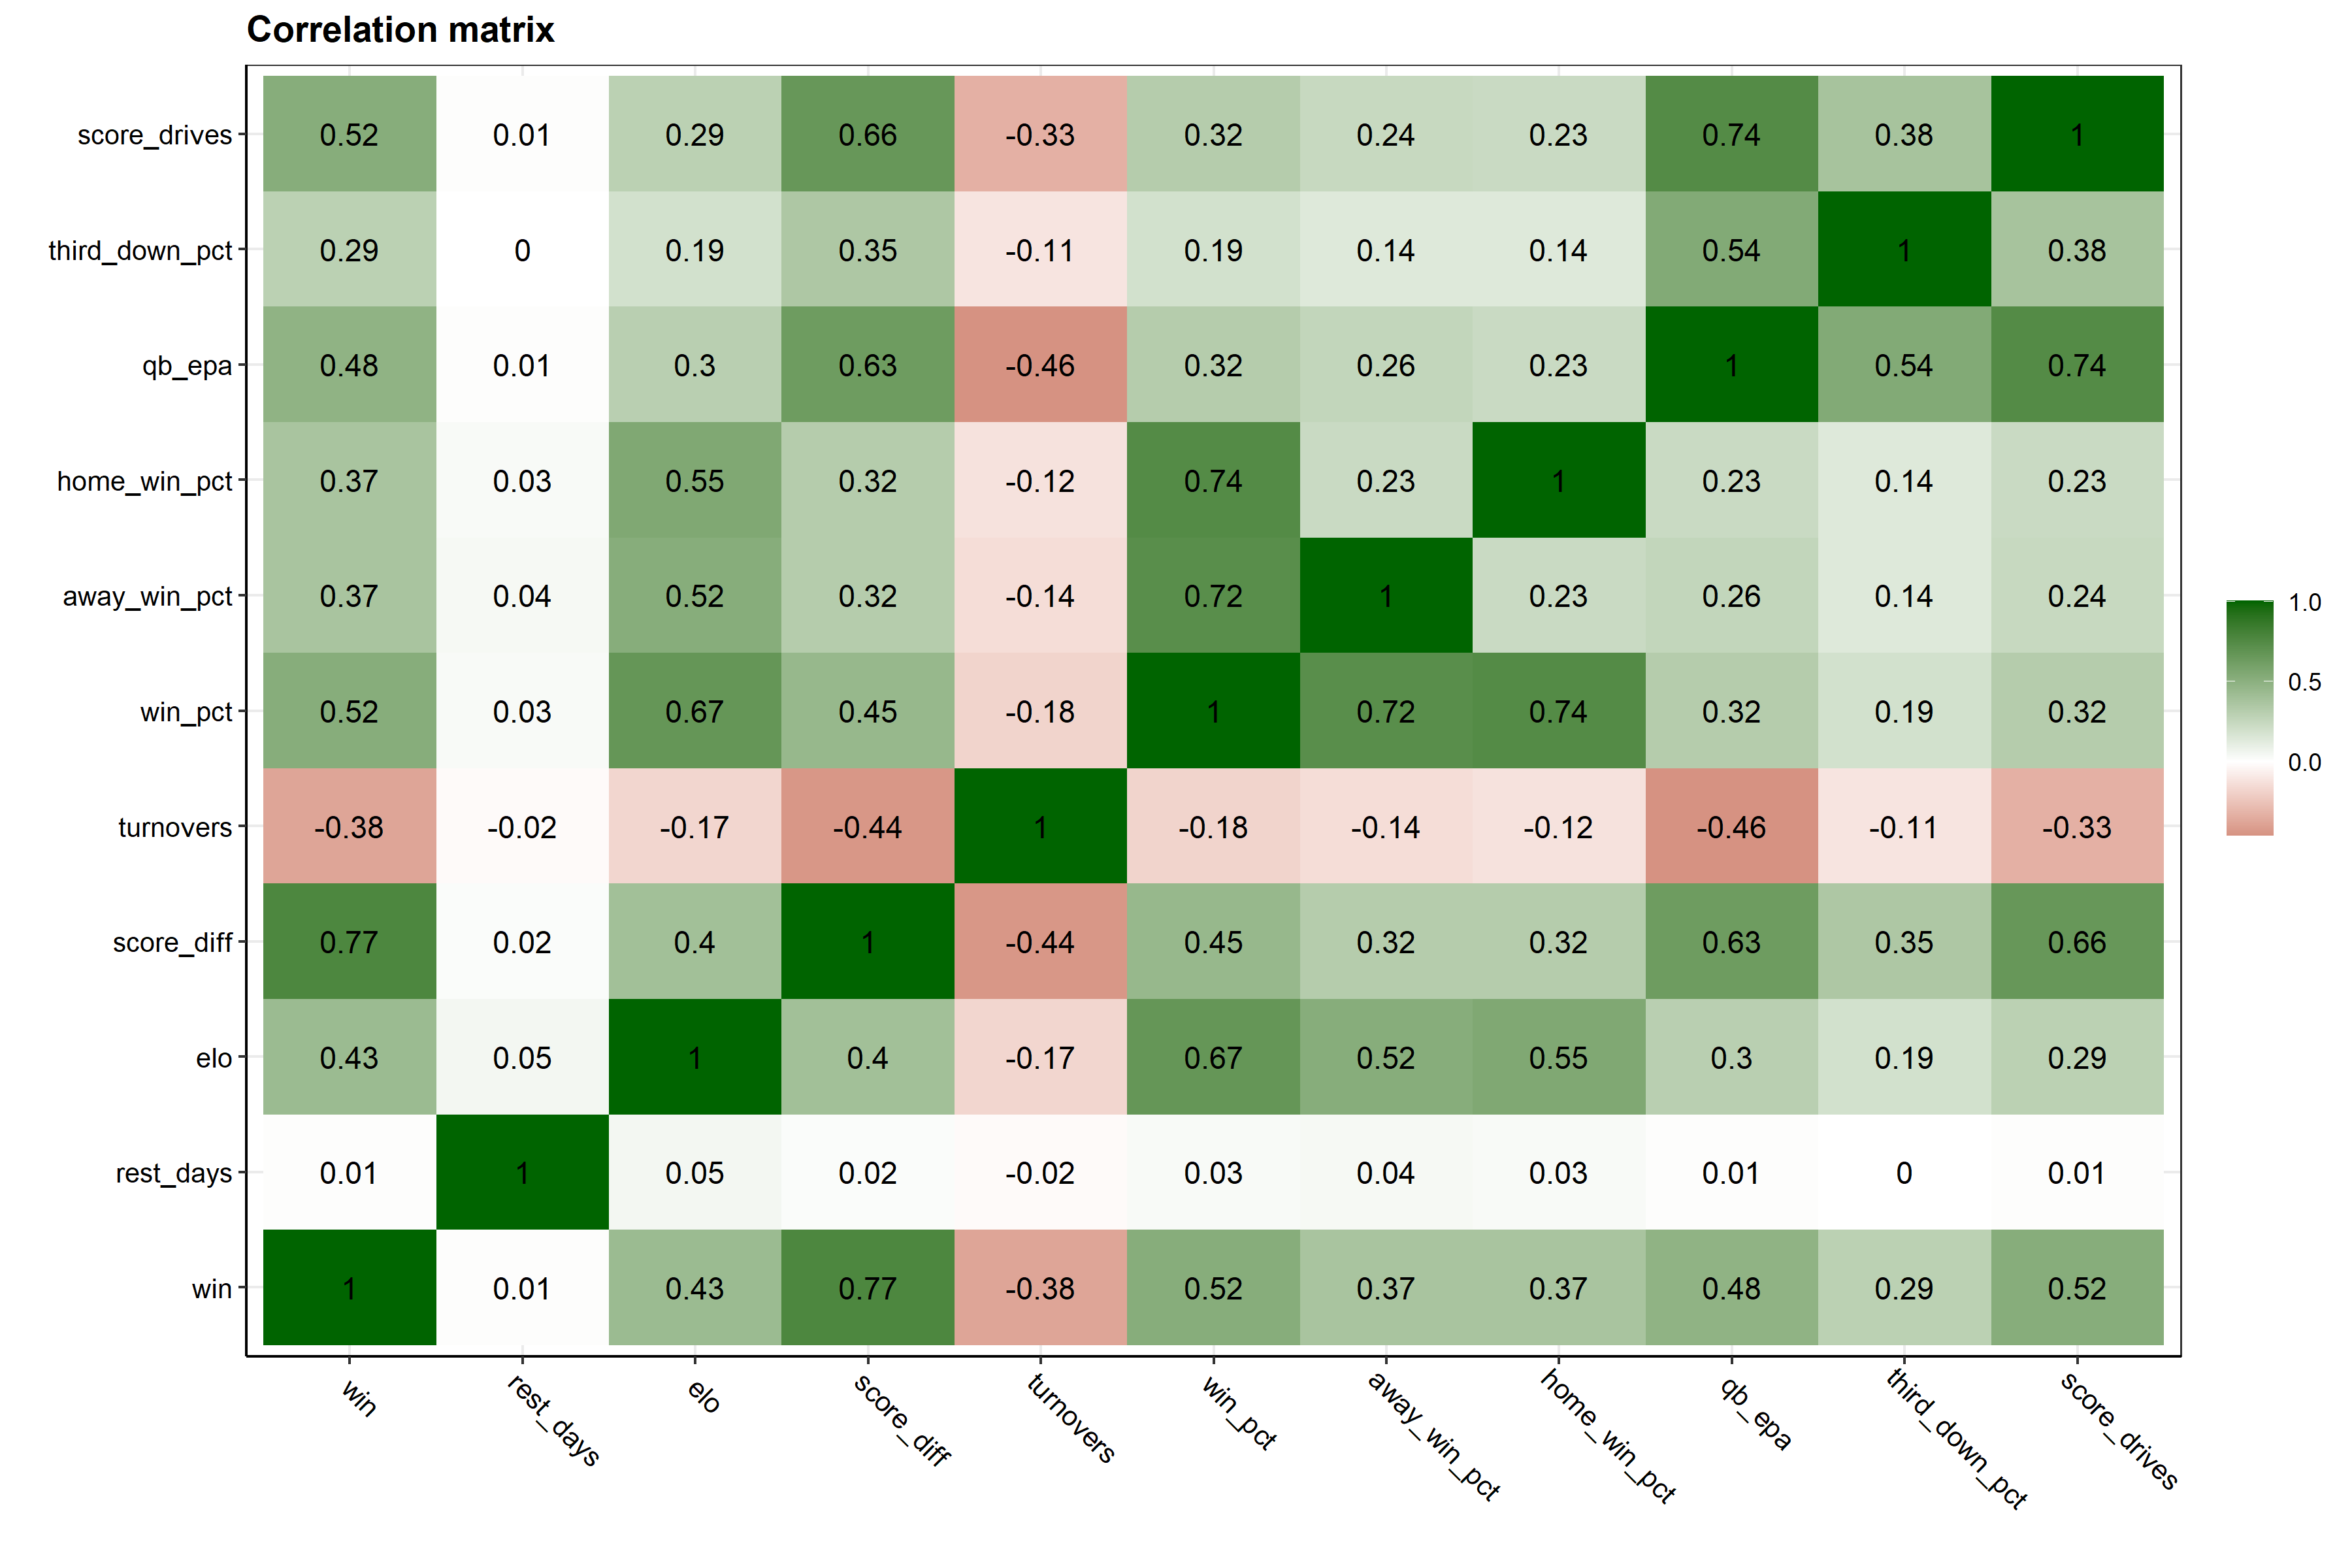 Correlation matrix
score_drives 0.52 0.01 0.29 0.66 -0.33 0.32 0.24 0.23 0.74 0.38 1
third_down_pct 0.29 0 0.19 0.35 -0.11 0.19 0.14 0.14 0.54 1 0.38
qb_epa 0.48 0.01 0.3 0.63 -0.46 0.32 0.26 0.23 1 0.54 0.74
home_win_pct 0.37 0.03 0.55 0.32 -0.12 0.74 0.23 1 0.23 0.14 0.23
away_win_pct 0.37 0.04 0.52 0.32 -0.14 0.72 1 0.23 0.26 0.14 0.24
win_pct 0.52 0.03 0.67 0.45 -0.18 1 0.72 0.74 0.32 0.19 0.32
turnovers -0.38 -0.02 -0.17 -0.44 1 -0.18 -0.14 -0.12 -0.46 -0.11 -0.33
score_diff 0.77 0.02 0.4 1 -0.44 0.45 0.32 0.32 0.63 0.35 0.66
elo 0.43 0.05 1 0.4 -0.17 0.67 0.52 0.55 0.3 0.19 0.29
rest_days 0.01 1 0.05 0.02 -0.02 0.03 0.04 0.03 0.01 0 0.01
win 1 0.01 0.43 0.77 -0.38 0.52 0.37 0.37 0.48 0.29 0.52
win rest_days elo score_diff turnovers win_pct away_win_pct home_win_pct qb_epa third_down_pct score_drives
1.0
0.5
0.0